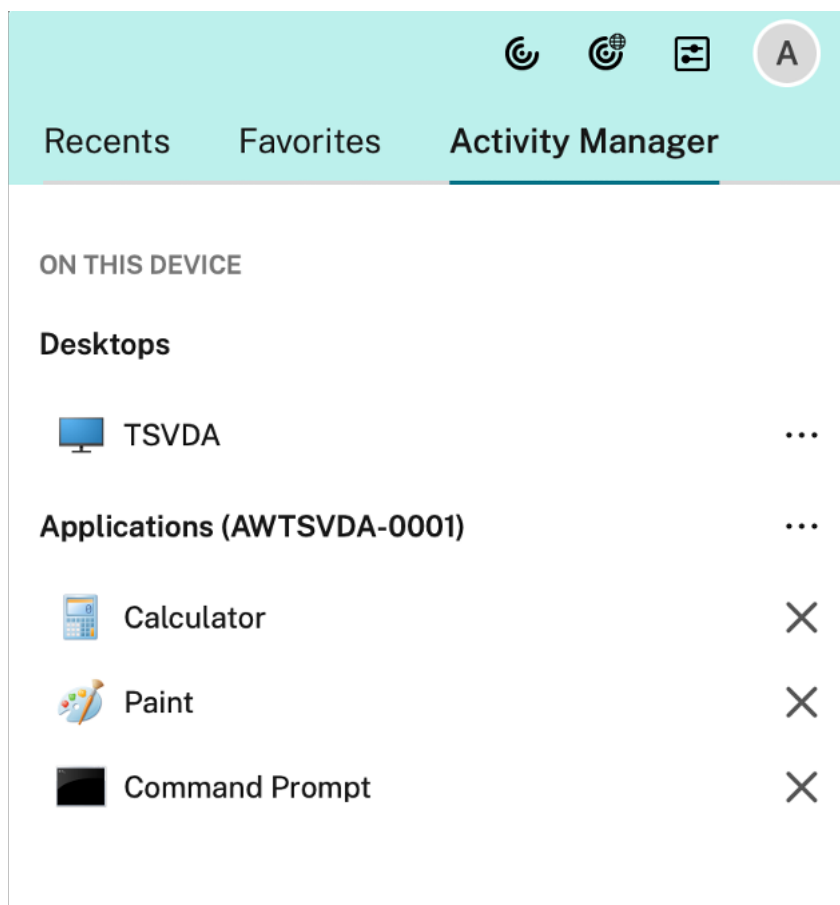 A
Recents Favorites Activity Manager
ON THIS DEVICE
Desktops
TSVDA
Applications (AWTSVDA-0001)
Calculator
Paint
Command Prompt